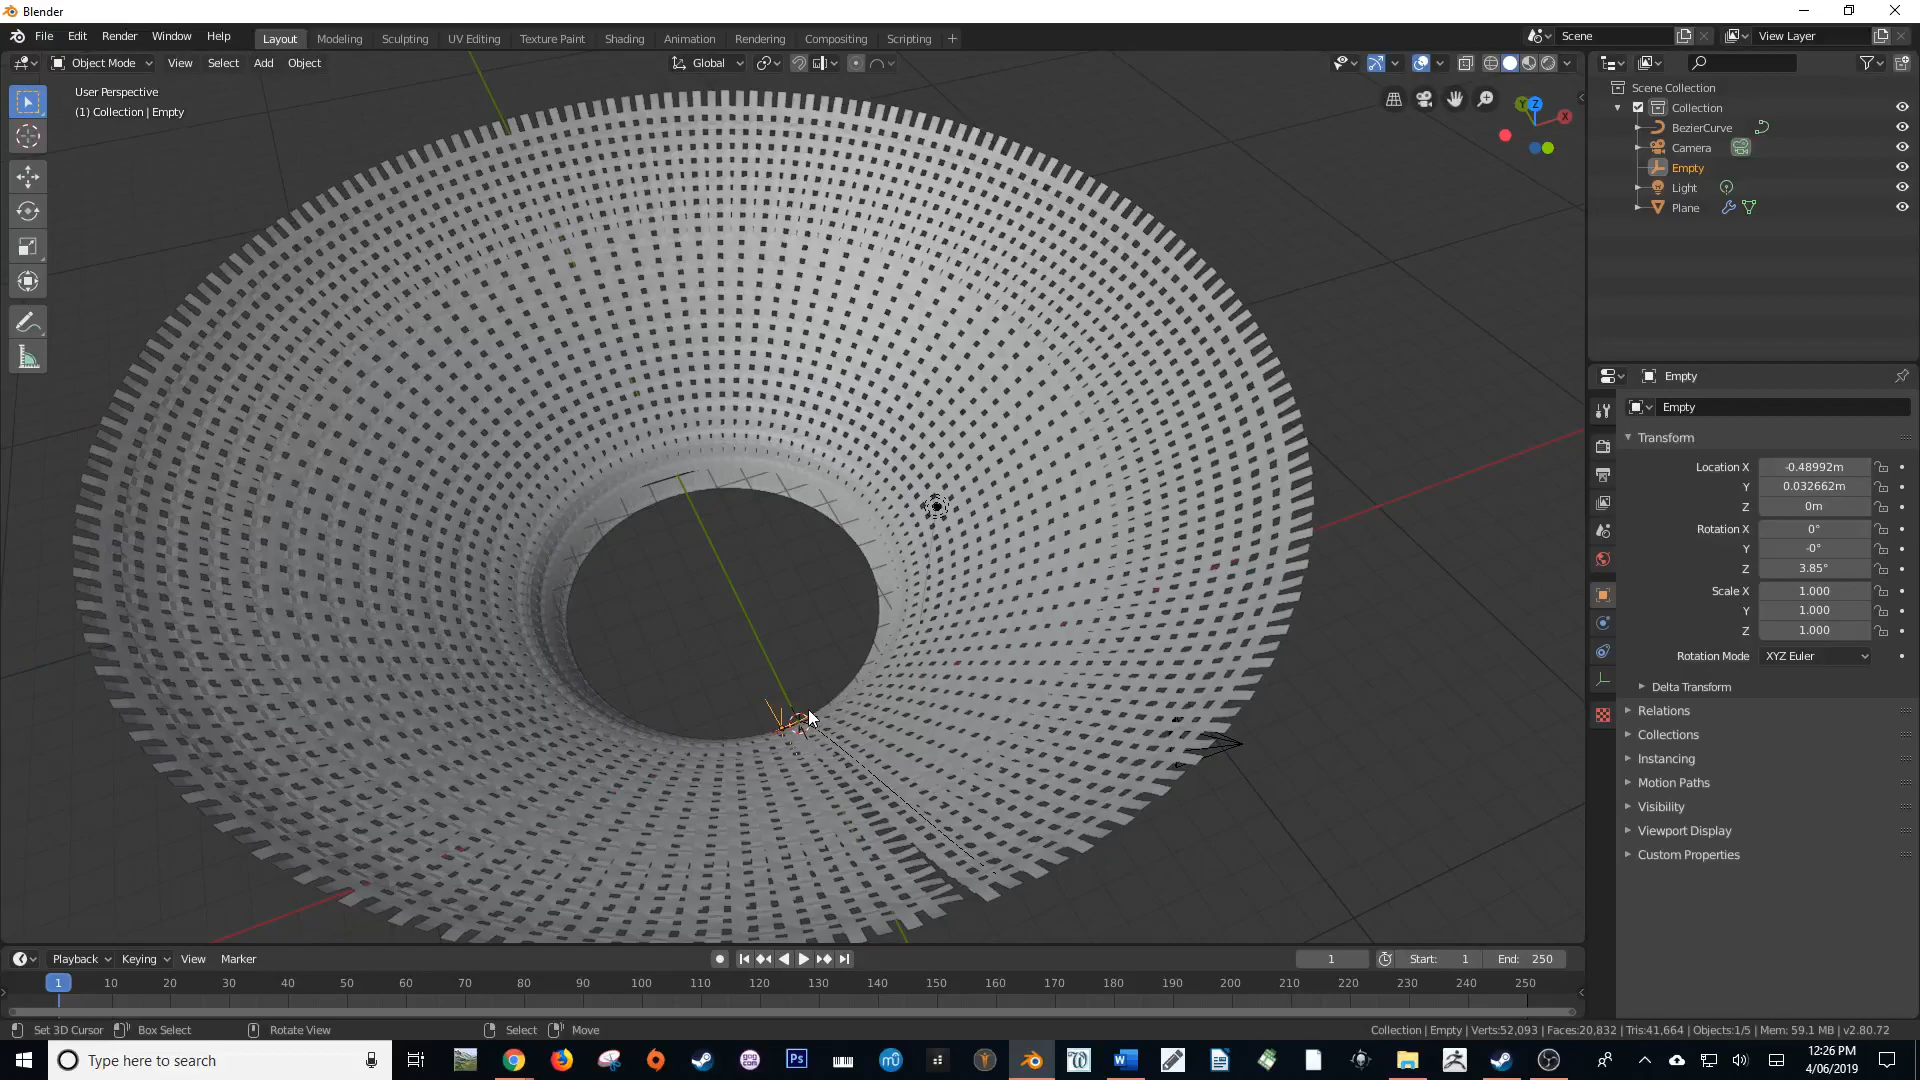 Blender
File Edit Render Window Help Layout Modeling Sculpting UV Editing Texture Paint Shading Animation Rendering Compositing Scripting + Scene View Layer
Object Mode View Select Add Object Global
User Perspective
(1) Collection | Empty
Y Z X
Scene Collection
Collection
BezierCurve
Camera
Empty
Light
Plane
Empty
Empty
Transform
Location X -0.48992m
Y 0.032662m
Z 0m
Rotation X 0°
Y -0°
Z 3.85°
Scale X 1.000
Y 1.000
Z 1.000
Rotation Mode XYZ Euler
Delta Transform
Relations
Collections
Instancing
Motion Paths
Visibility
Viewport Display
Custom Properties
Playback Keying View Marker 1 Start: 1 End: 250
1 10 20 30 40 50 60 70 80 90 100 110 120 130 140 150 160 170 180 190 200 210 220 230 240 250
Set 3D Cursor Box Select Rotate View Select Move Collection | Empty | Verts:52,093 | Faces:20,832 | Tris:41,664 | Objects:1/5 | Mem: 59.1 MB | v2.80.72
Type here to search
12:26 PM
4/06/2019